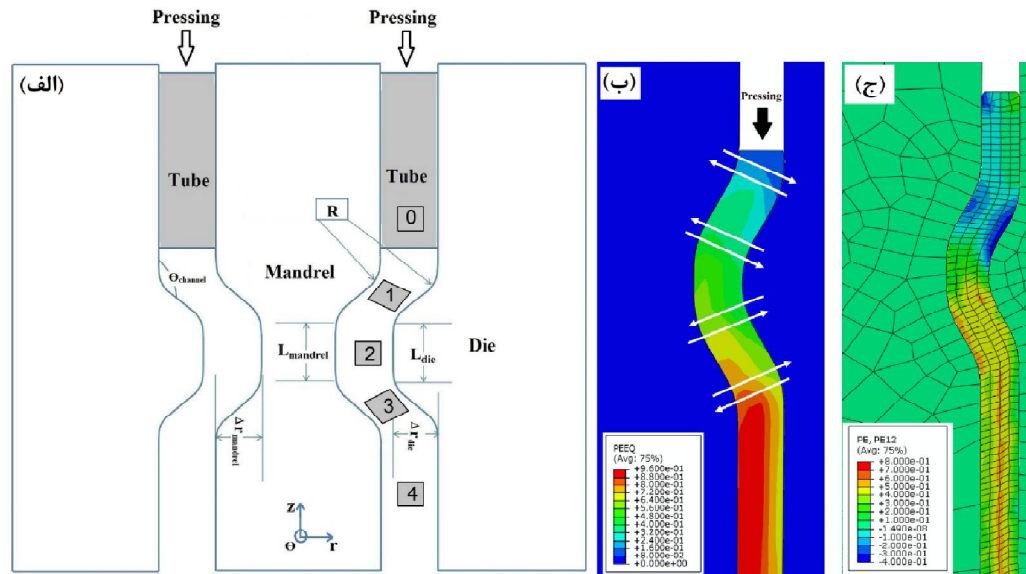 Pressing
Pressing
(الف)
Tube
Tube
0
R
Mandrel
Θchannel
1
Lmandrel
2
Ldie
Die
3
Δrmandrel
Δrdie
4
z
θ
r
(ب)
Pressing
PEEQ
(Avg: 75%)
+9.600e-01
+8.800e-01
+8.000e-01
+7.200e-01
+6.400e-01
+5.600e-01
+4.800e-01
+4.000e-01
+3.200e-01
+2.400e-01
+1.600e-01
+8.000e-02
+0.000e+00
(ج)
PE, PE12
(Avg: 75%)
+8.000e-01
+7.000e-01
+6.000e-01
+5.000e-01
+4.000e-01
+3.000e-01
+2.000e-01
+1.000e-01
-1.490e-08
-1.000e-01
-2.000e-01
-3.000e-01
-4.000e-01